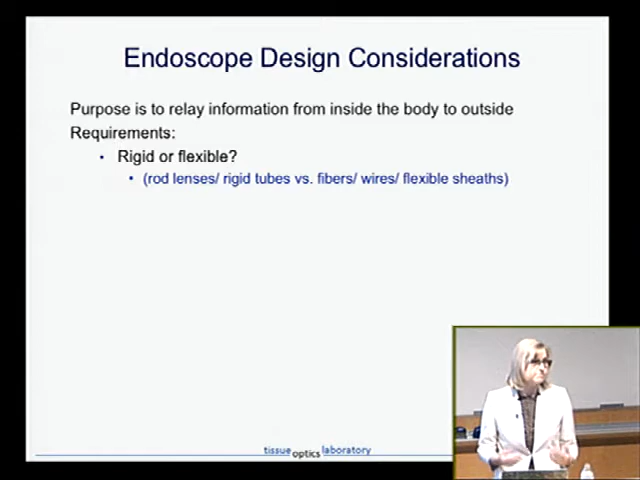 Endoscope Design Considerations
Purpose is to relay information from inside the body to outside
Requirements:
• Rigid or flexible?
• (rod lenses/ rigid tubes vs. fibers/ wires/ flexible sheaths)
tissue optics laboratory